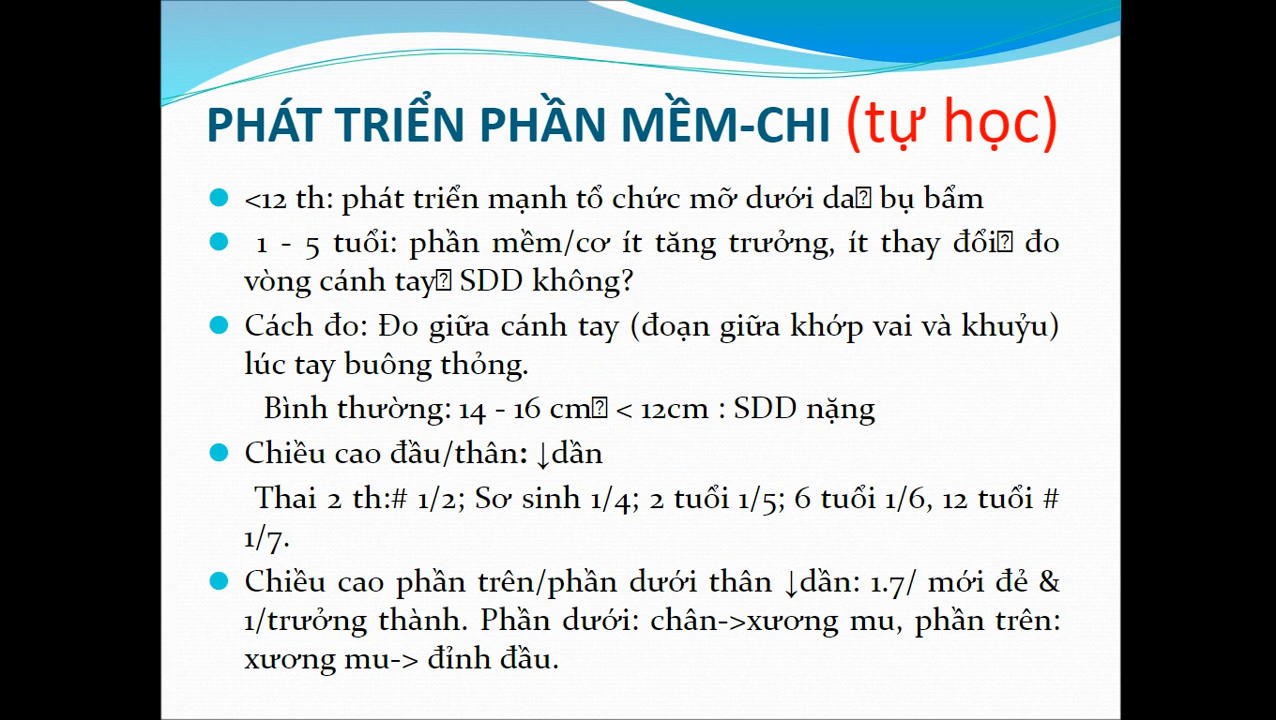 PHÁT TRIỂN PHẦN MỀM-CHI (tự học)
<12 th: phát triển mạnh tổ chức mỡ dưới da⍰ bụ bẩm
1 - 5 tuổi: phần mềm/cơ ít tăng trưởng, ít thay đổi⍰ đo
vòng cánh tay⍰ SDD không?
Cách đo: Đo giữa cánh tay (đoạn giữa khớp vai và khuỷu)
lúc tay buông thỏng.
Bình thường: 14 - 16 cm⍰ < 12cm : SDD nặng
Chiều cao đầu/thân: ↓dần
Thai 2 th:# 1/2; Sơ sinh 1/4; 2 tuổi 1/5; 6 tuổi 1/6, 12 tuổi #
1/7.
Chiều cao phần trên/phần dưới thân ↓dần: 1.7/ mới đẻ &
1/trưởng thành. Phần dưới: chân->xương mu, phần trên:
xương mu-> đỉnh đầu.